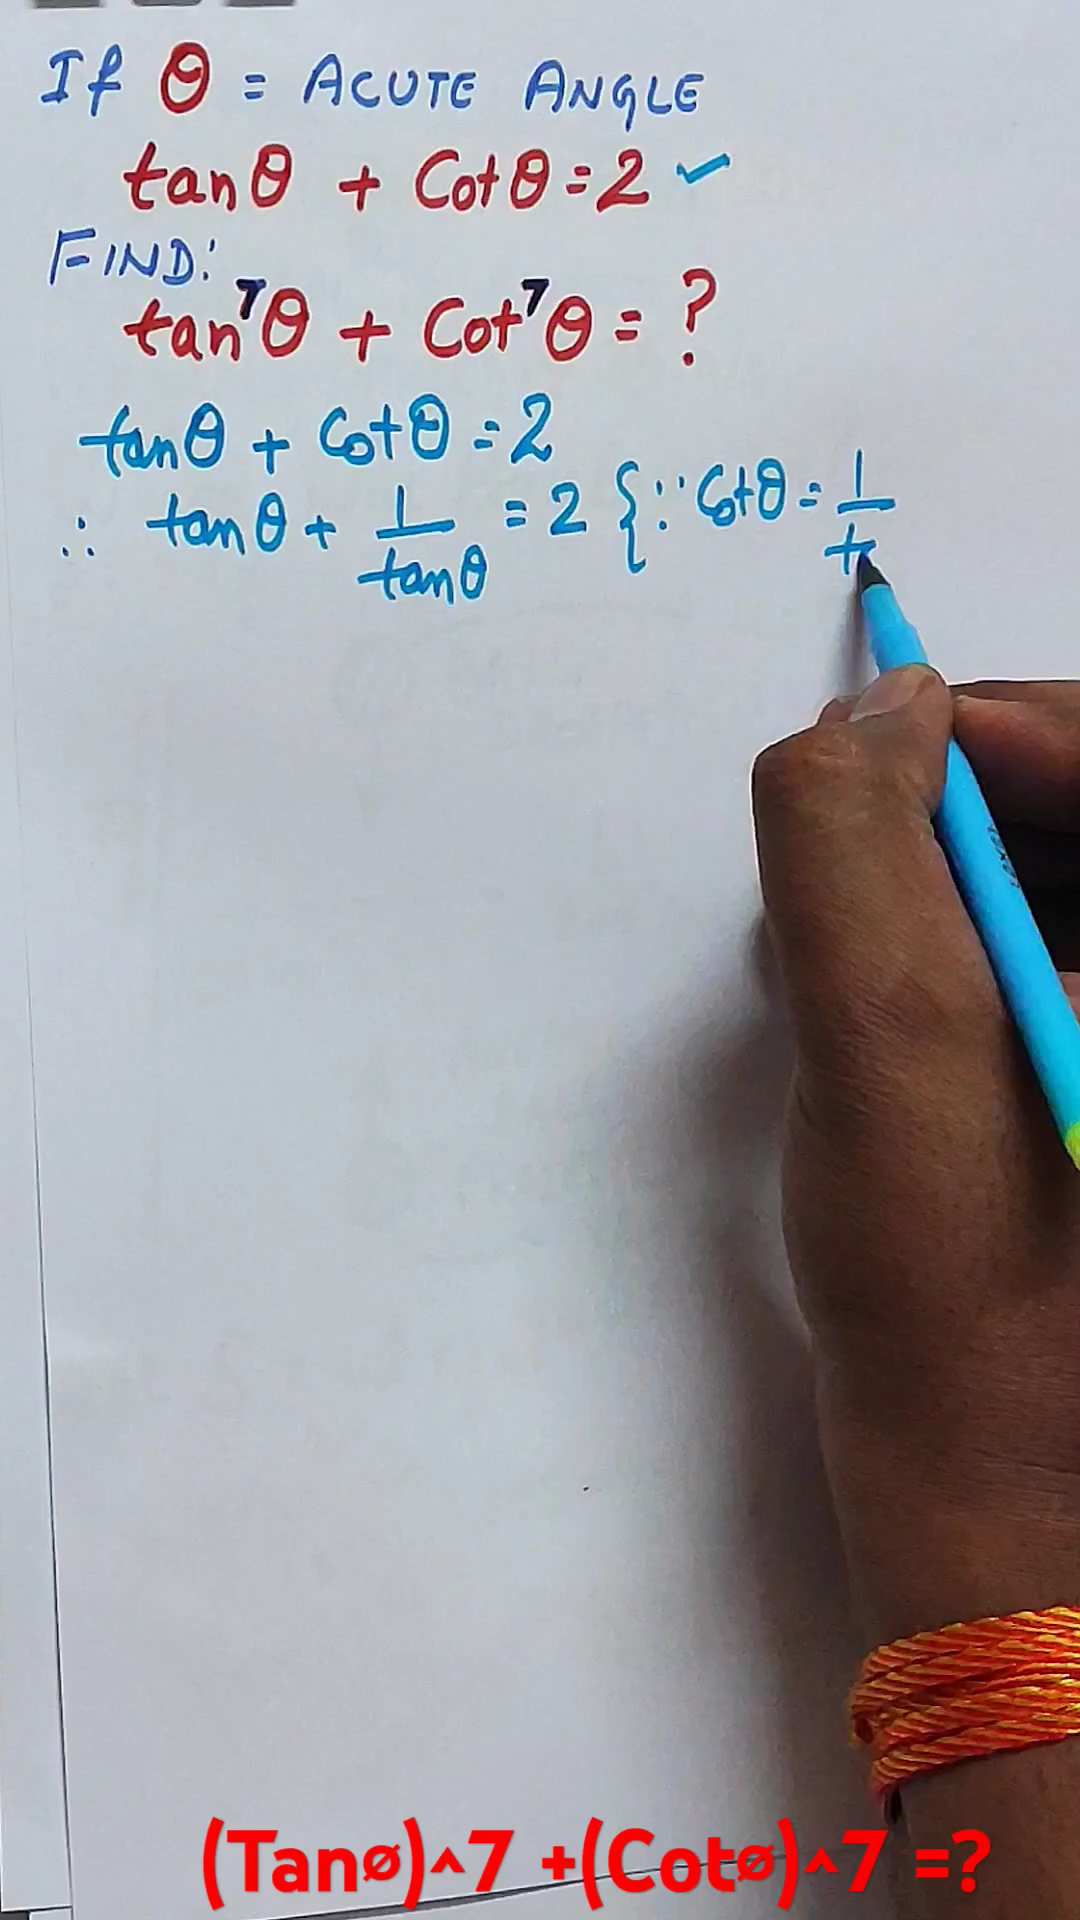 If θ = ACUTE ANGLE
tanθ + Cotθ = 2 ✓
FIND:
tan⁷θ + Cot⁷θ = ?
tanθ + Cotθ = 2
∴ tanθ + 1/tanθ = 2 {∵ Cotθ = 1/t
(Tanø)^7 +(Cotø)^7 =?